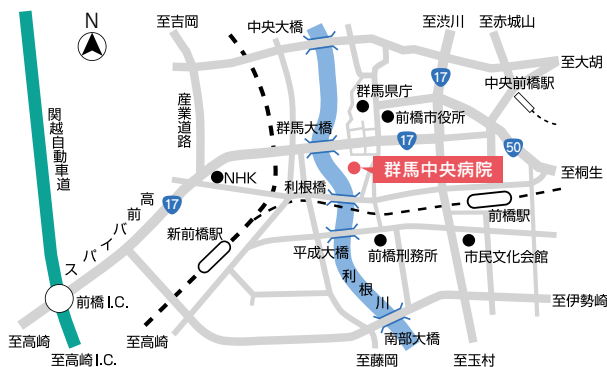 N
至吉岡
中央大橋
至渋川
至赤城山
至大胡
17
中央前橋駅
群馬県庁
前橋市役所
関越自動車道
産業道路
群馬大橋
17
50
群馬中央病院
至桐生
NHK
利根橋
高前バイパス
17
前橋駅
新前橋駅
平成大橋
前橋刑務所
市民文化会館
利根川
前橋I.C.
至伊勢崎
至高崎
至高崎I.C.
至高崎
南部大橋
至藤岡
至玉村